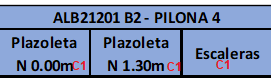 ALB21201 B2 - PILONA 4
Plazoleta Plazoleta Escaleras
N 0.00m C1 N 1.30m C1 C1